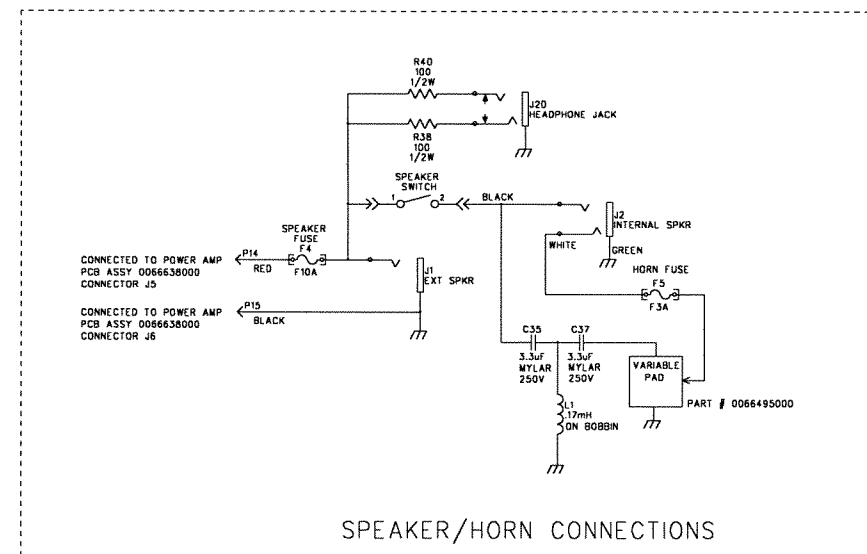 R40
100
1/2W
J20
HEADPHONE JACK
R38
100
1/2W
SPEAKER
SWITCH
1
2
BLACK
J2
INTERNAL SPKR
WHITE
GREEN
SPEAKER
FUSE
F4
F10A
CONNECTED TO POWER AMP
PCB ASSY 0066638000
CONNECTOR J5
P14
RED
J1
EXT SPKR
HORN FUSE
F5
F3A
CONNECTED TO POWER AMP
PCB ASSY 0066638000
CONNECTOR J6
P15
BLACK
C35
3.3uF
MYLAR
250V
C37
3.3uF
MYLAR
250V
VARIABLE
PAD
PART # 0066495000
L1
.17mH
ON BOBBIN
SPEAKER/HORN CONNECTIONS